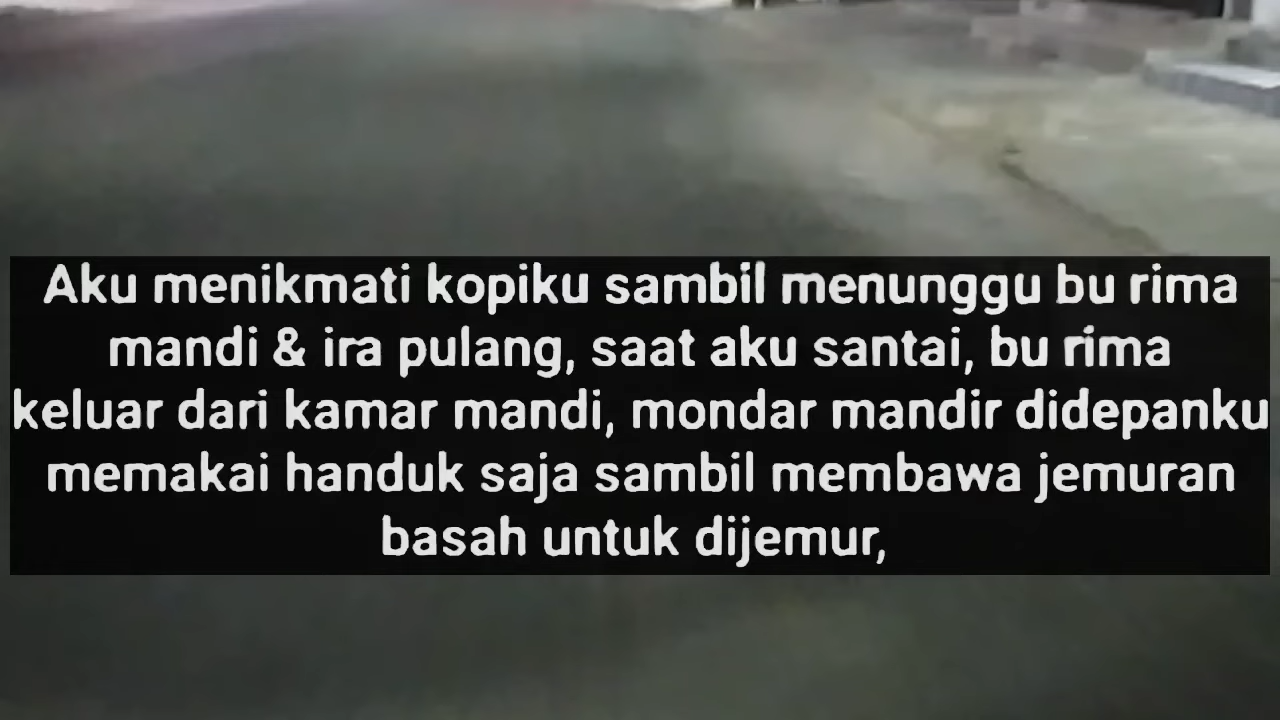 Aku menikmati kopiku sambil menunggu bu rima
mandi & ira pulang, saat aku santai, bu rima
keluar dari kamar mandi, mondar mandir didepanku
memakai handuk saja sambil membawa jemuran
basah untuk dijemur,